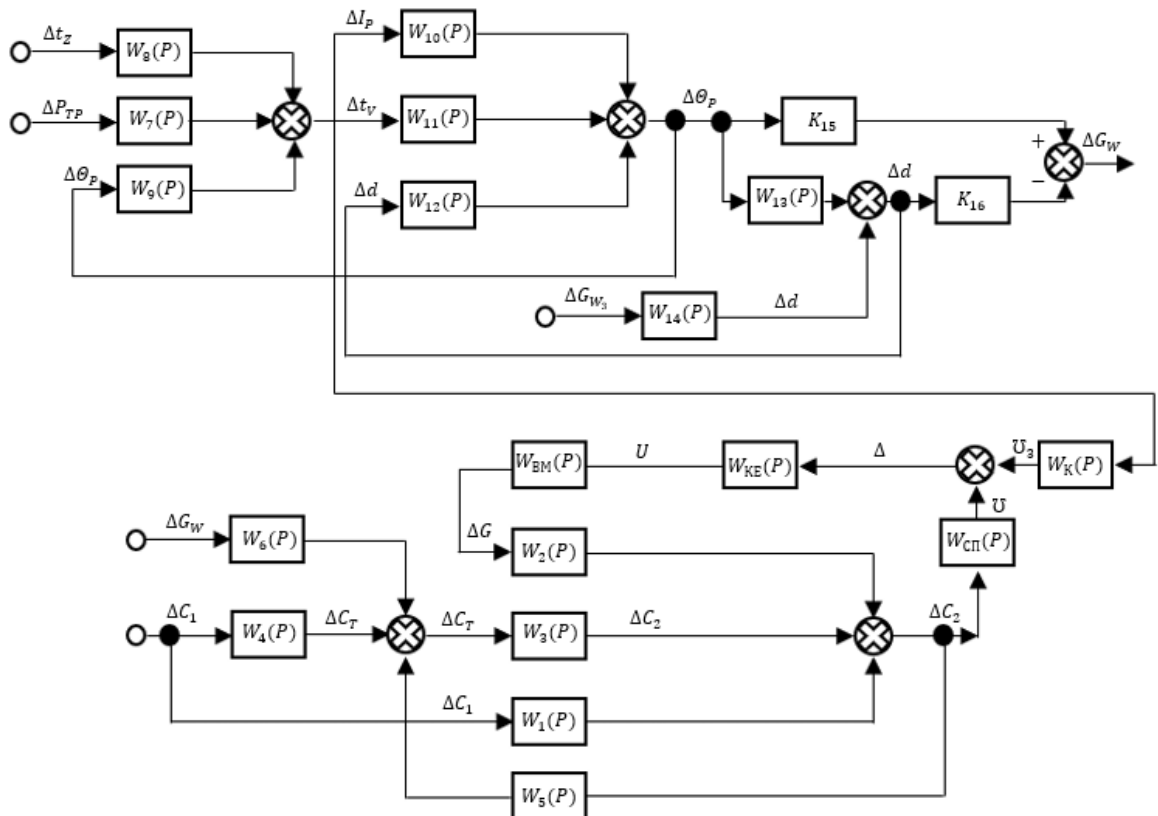 Δt_Z
W_8(P)
ΔI_P
W_10(P)
ΔP_TP
W_7(P)
Δt_V
W_11(P)
ΔΘ_P
K_15
+
ΔG_W
−
ΔΘ_P
W_9(P)
Δd
W_12(P)
W_13(P)
Δd
K_16
ΔG_W_3
W_14(P)
Δd
W_ВМ(P)
U
W_КЕ(P)
Δ
Ʊ_3
W_К(P)
Ʊ
ΔG_W
W_6(P)
ΔG
W_2(P)
W_СП(P)
ΔC_1
W_4(P)
ΔC_T
ΔC_T
W_3(P)
ΔC_2
ΔC_2
ΔC_1
W_1(P)
W_5(P)